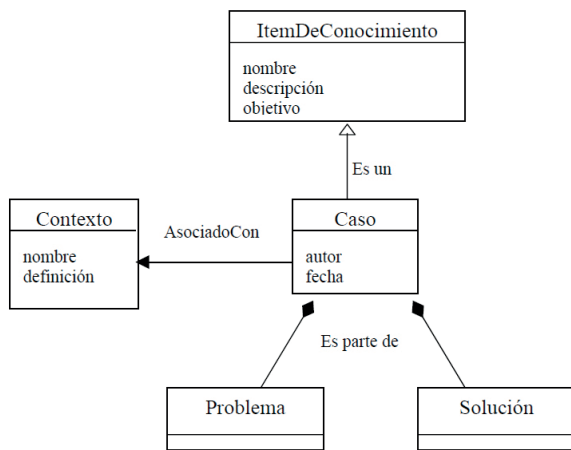 ItemDeConocimiento
nombre
descripción
objetivo
Es un
Contexto
nombre
definición
AsociadoCon
Caso
autor
fecha
Es parte de
Problema
Solución